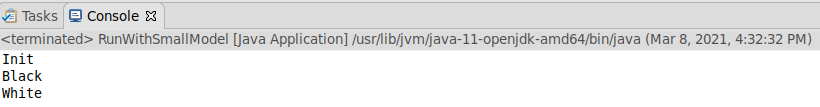 Tasks Console
<terminated> RunWithSmallModel [Java Application] /usr/lib/jvm/java-11-openjdk-amd64/bin/java (Mar 8, 2021, 4:32:32 PM)
Init
Black
White